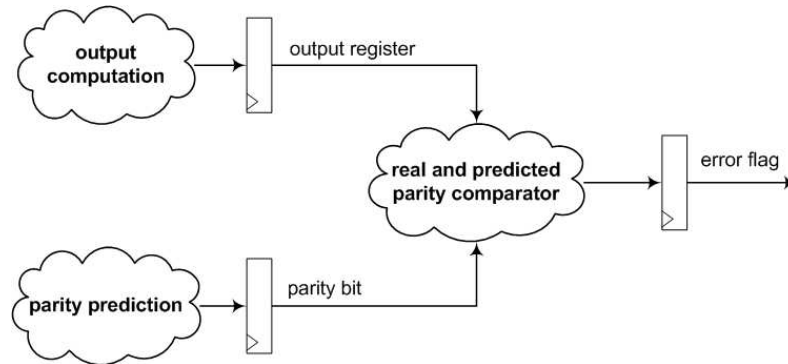 output
computation
output register
real and predicted
parity comparator
error flag
parity prediction
parity bit